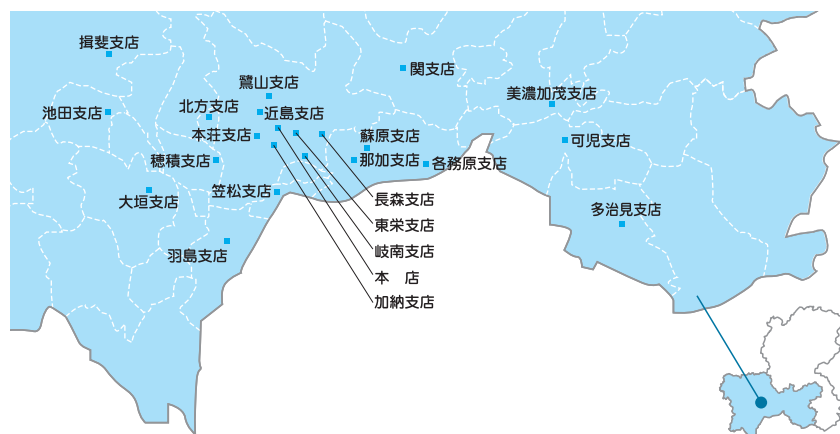 揖斐支店
関支店
鷺山支店
美濃加茂支店
池田支店
北方支店
近島支店
本荘支店
蘇原支店
可児支店
穂積支店
那加支店
各務原支店
大垣支店
笠松支店
長森支店
多治見支店
東栄支店
羽島支店
岐南支店
本　店
加納支店